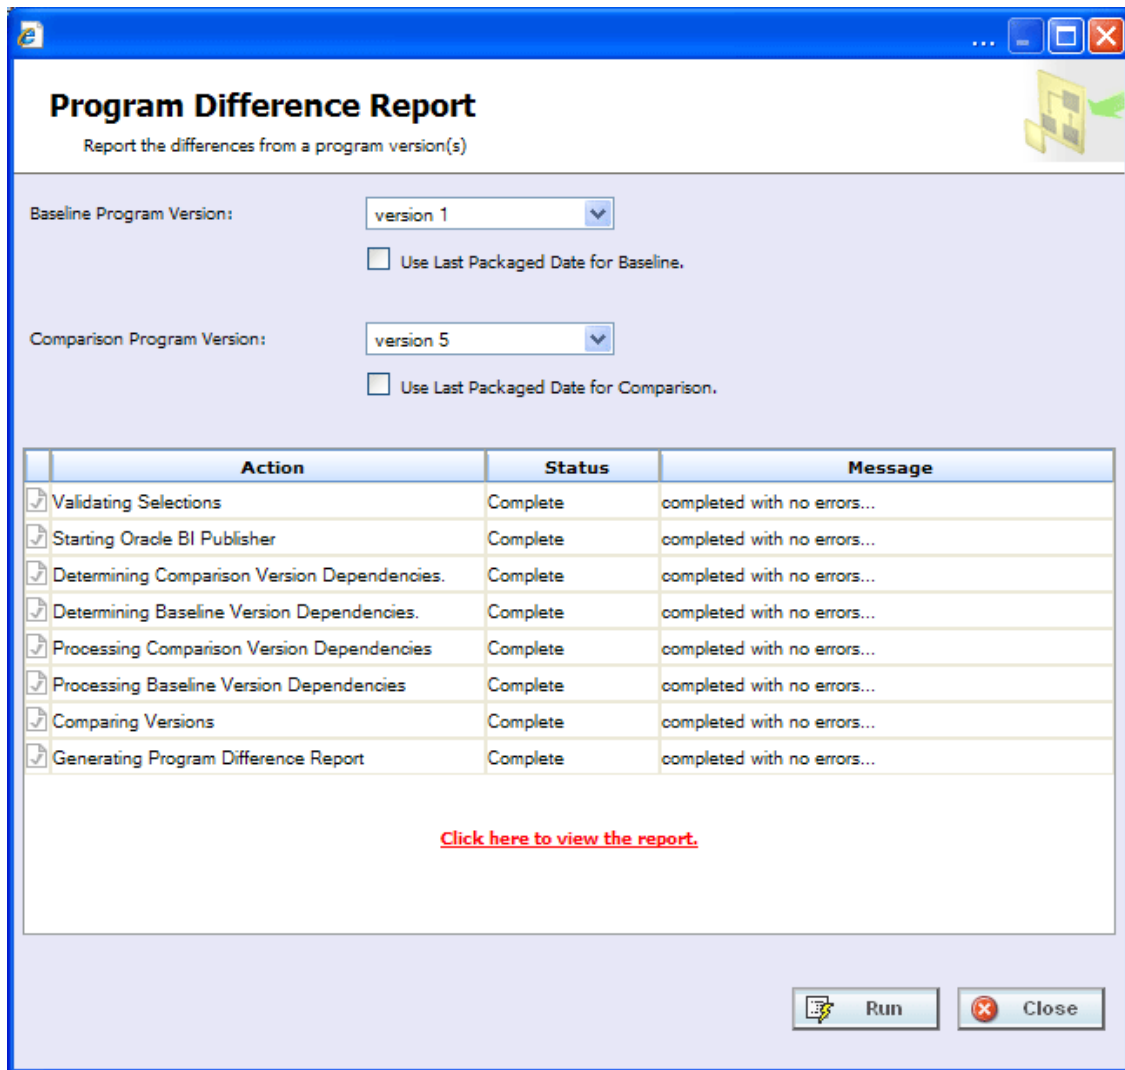 ...
Program Difference Report
Report the differences from a program version(s)
Baseline Program Version: version 1
Use Last Packaged Date for Baseline.
Comparison Program Version: version 5
Use Last Packaged Date for Comparison.
Action Status Message
Validating Selections Complete completed with no errors...
Starting Oracle BI Publisher Complete completed with no errors...
Determining Comparison Version Dependencies. Complete completed with no errors...
Determining Baseline Version Dependencies. Complete completed with no errors...
Processing Comparison Version Dependencies Complete completed with no errors...
Processing Baseline Version Dependencies Complete completed with no errors...
Comparing Versions Complete completed with no errors...
Generating Program Difference Report Complete completed with no errors...
Click here to view the report.
Run Close